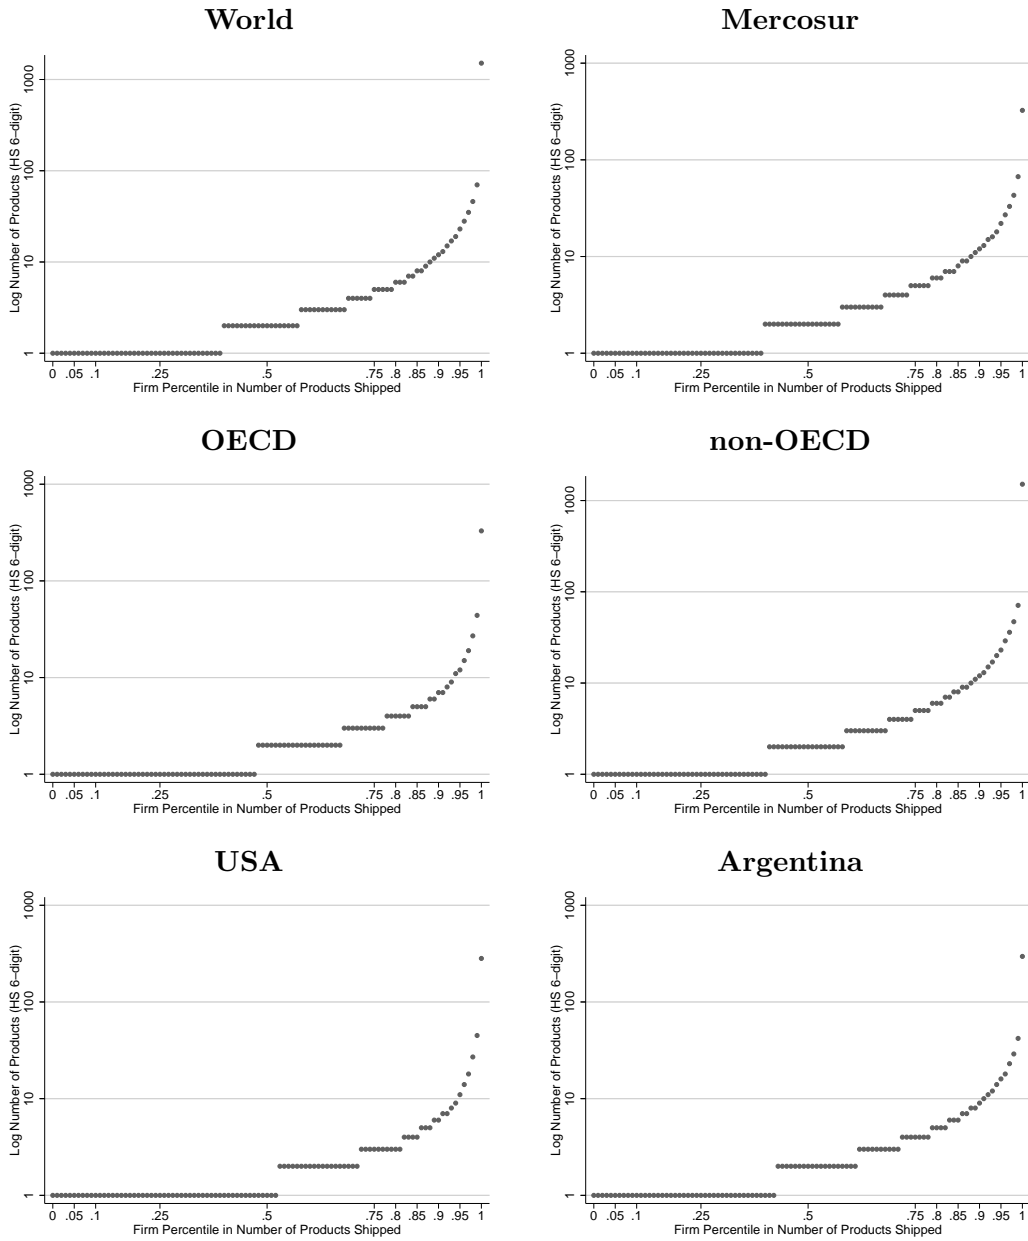 World
Log Number of Products (HS 6−digit)
1000
100
10
1
0 .05 .1 .25 .5 .75 .8 .85 .9 .95 1
Firm Percentile in Number of Products Shipped
Mercosur
Log Number of Products (HS 6−digit)
1000
100
10
1
0 .05 .1 .25 .5 .75 .8 .85 .9 .95 1
Firm Percentile in Number of Products Shipped
OECD
Log Number of Products (HS 6−digit)
1000
100
10
1
0 .05 .1 .25 .5 .75 .8 .85 .9 .95 1
Firm Percentile in Number of Products Shipped
non-OECD
Log Number of Products (HS 6−digit)
1000
100
10
1
0 .05 .1 .25 .5 .75 .8 .85 .9 .95 1
Firm Percentile in Number of Products Shipped
USA
Log Number of Products (HS 6−digit)
1000
100
10
1
0 .05 .1 .25 .5 .75 .8 .85 .9 .95 1
Firm Percentile in Number of Products Shipped
Argentina
Log Number of Products (HS 6−digit)
1000
100
10
1
0 .05 .1 .25 .5 .75 .8 .85 .9 .95 1
Firm Percentile in Number of Products Shipped